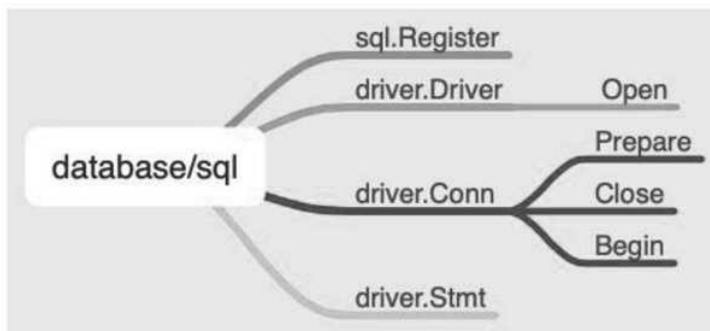 database/sql
sql.Register
driver.Driver
Open
driver.Conn
Prepare
Close
Begin
driver.Stmt